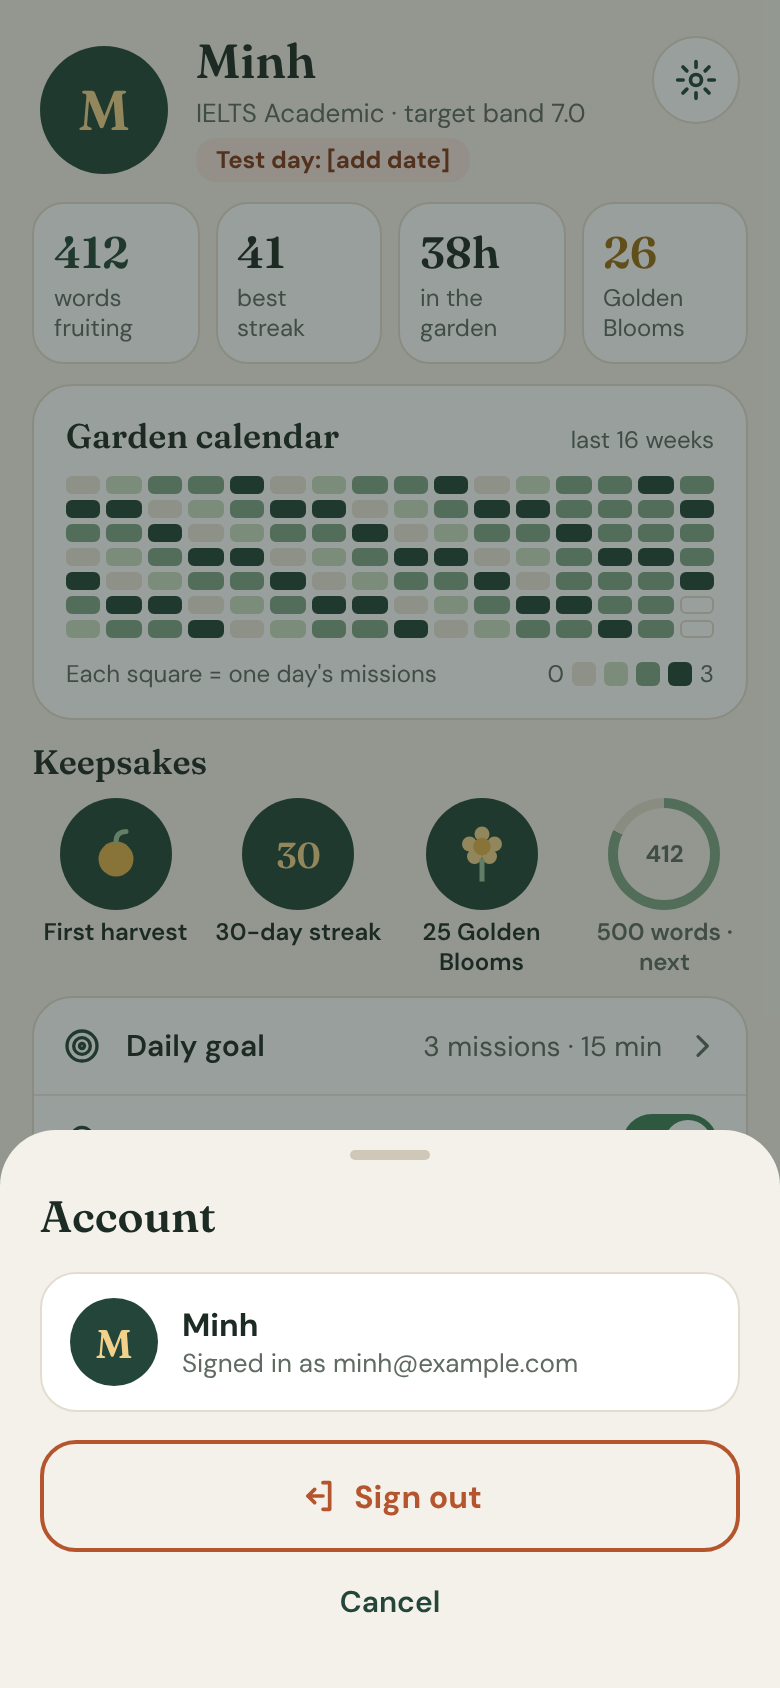 M
Minh
IELTS Academic · target band 7.0
Test day: [add date]
412
words
fruiting
41
best
streak
38h
in the
garden
26
Golden
Blooms
Garden calendar
last 16 weeks
Each square = one day's missions
0
3
Keepsakes
30
412
First harvest
30-day streak
25 Golden
Blooms
500 words ·
next
Daily goal
3 missions · 15 min
Account
M
Minh
Signed in as minh@example.com
Sign out
Cancel